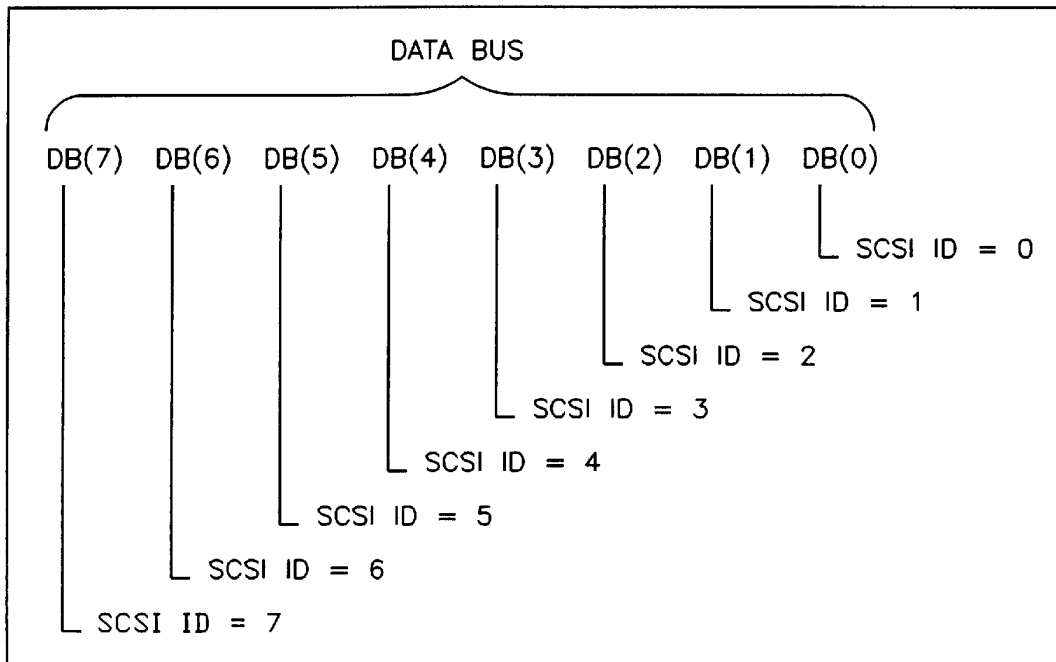 DATA BUS
DB(7) DB(6) DB(5) DB(4) DB(3) DB(2) DB(1) DB(0)
SCSI ID = 0
SCSI ID = 1
SCSI ID = 2
SCSI ID = 3
SCSI ID = 4
SCSI ID = 5
SCSI ID = 6
SCSI ID = 7